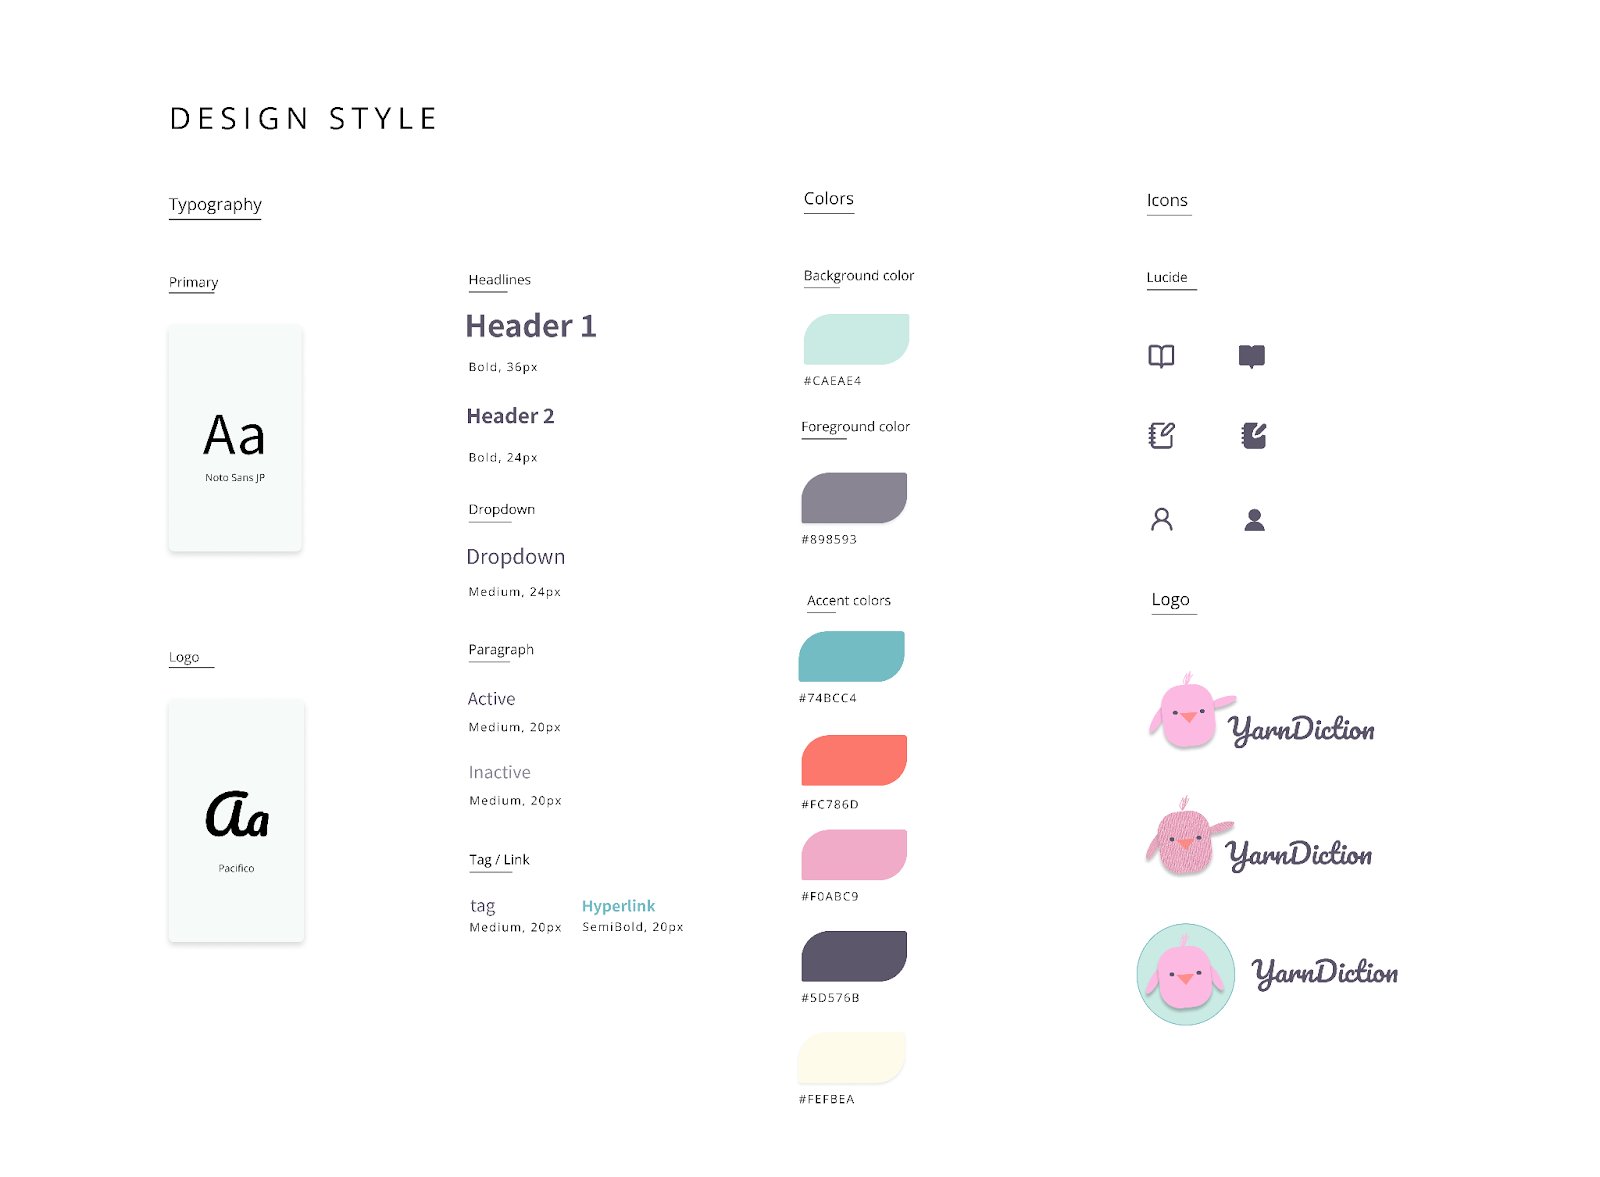 DESIGN STYLE
Typography
Primary
Aa
Noto Sans JP
Logo
Aa
Pacifico
Headlines
Header 1
Bold, 36px
Header 2
Bold, 24px
Dropdown
Dropdown
Medium, 24px
Paragraph
Active
Medium, 20px
Inactive
Medium, 20px
Tag / Link
tag
Medium, 20px
Hyperlink
SemiBold, 20px
Colors
Background color
#CAEAE4
Foreground color
#898593
Accent colors
#74BCC4
#FC786D
#F0ABC9
#5D576B
#FEFBEA
Icons
Lucide
Logo
YarnDiction
YarnDiction
YarnDiction